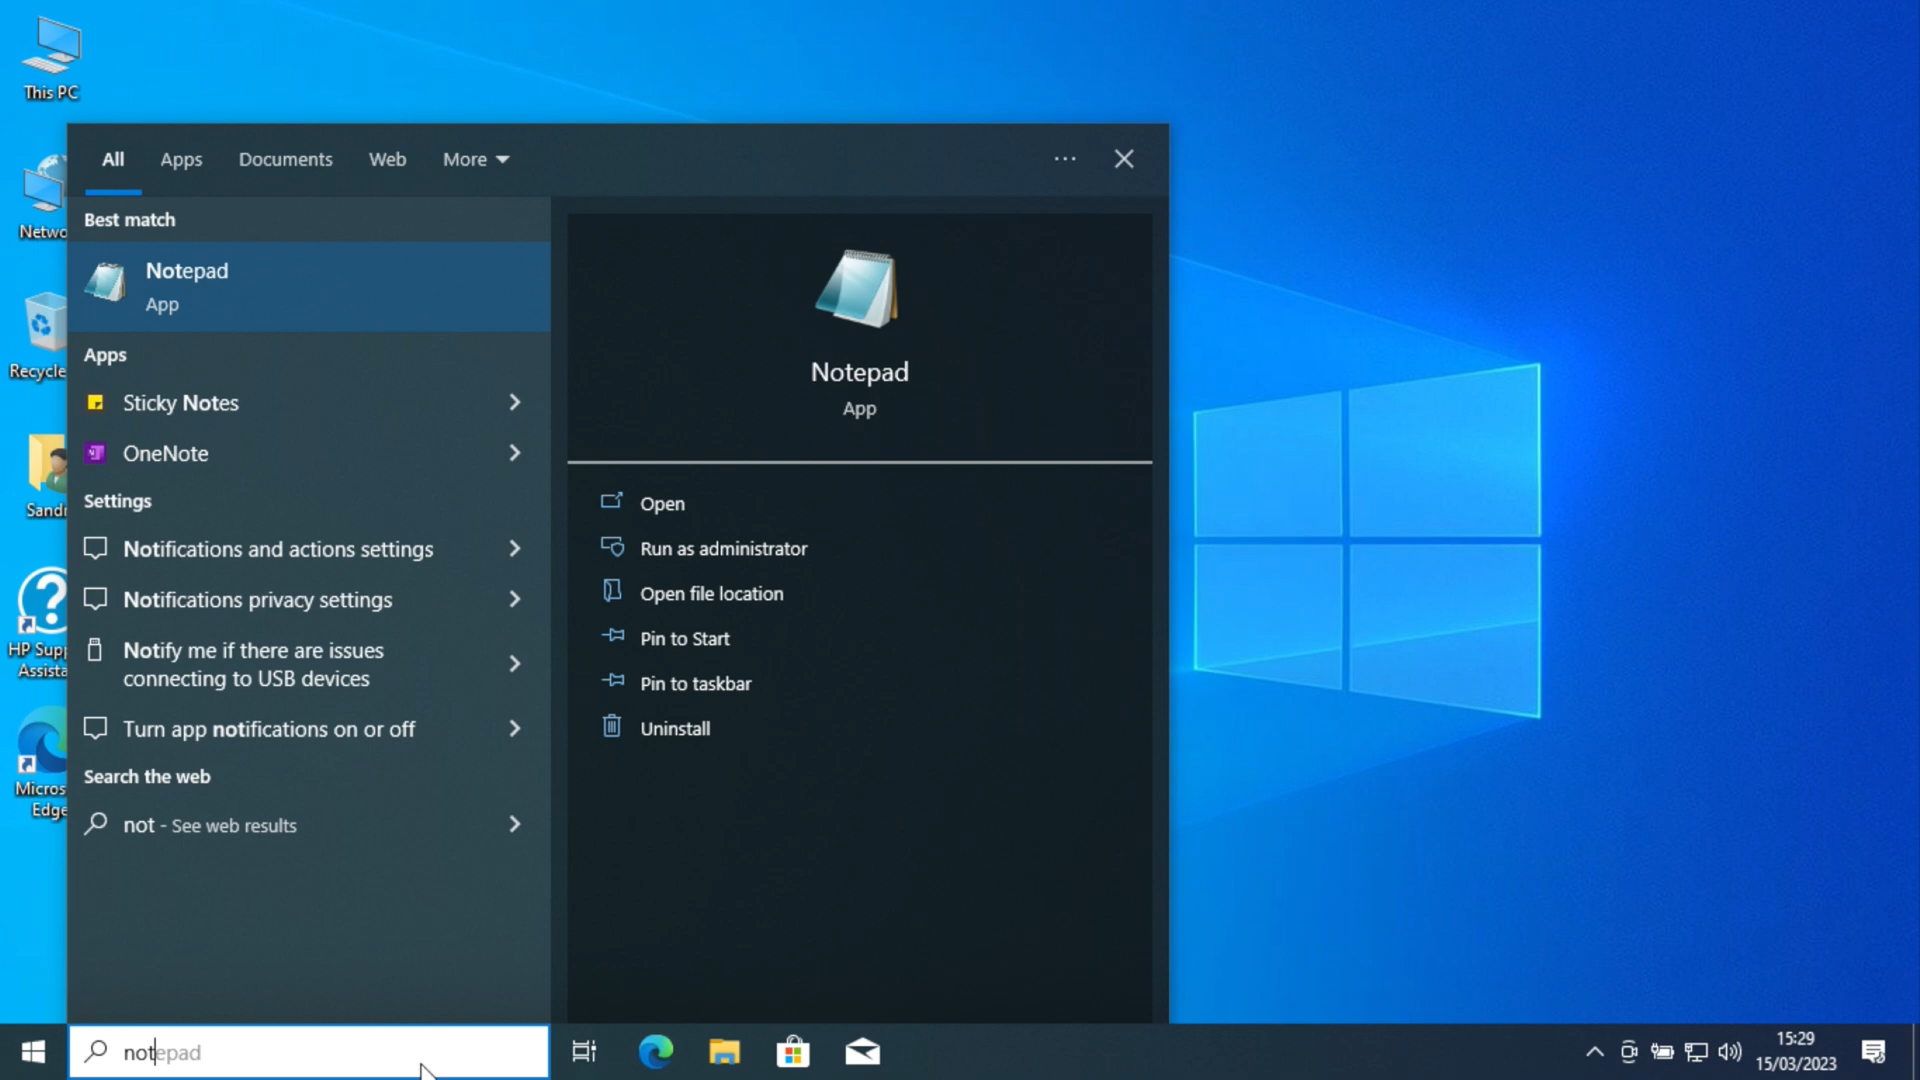 This PC
All Apps Documents Web More
Best match
Notepad
App
Apps
Sticky Notes
OneNote
Settings
Notifications and actions settings
Notifications privacy settings
Notify me if there are issues
connecting to USB devices
Turn app notifications on or off
Search the web
not - See web results
Notepad
App
Open
Run as administrator
Open file location
Pin to Start
Pin to taskbar
Uninstall
Netwo
Recycle
Sand
HP Supp
Assista
Micros
Edge
notepad
15:29
15/03/2023